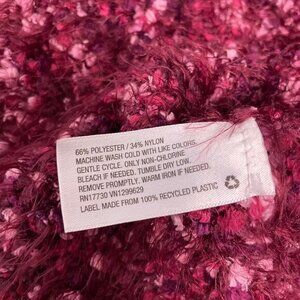 66% POLYESTER / 34% NYLON
MACHINE WASH COLD WITH LIKE COLORS.
GENTLE CYCLE. ONLY NON-CHLORINE
BLEACH IF NEEDED. TUMBLE DRY LOW.
REMOVE PROMPTLY. WARM IRON IF NEEDED.
RN17730 VN1299629
LABEL MADE FROM 100% RECYCLED PLASTIC